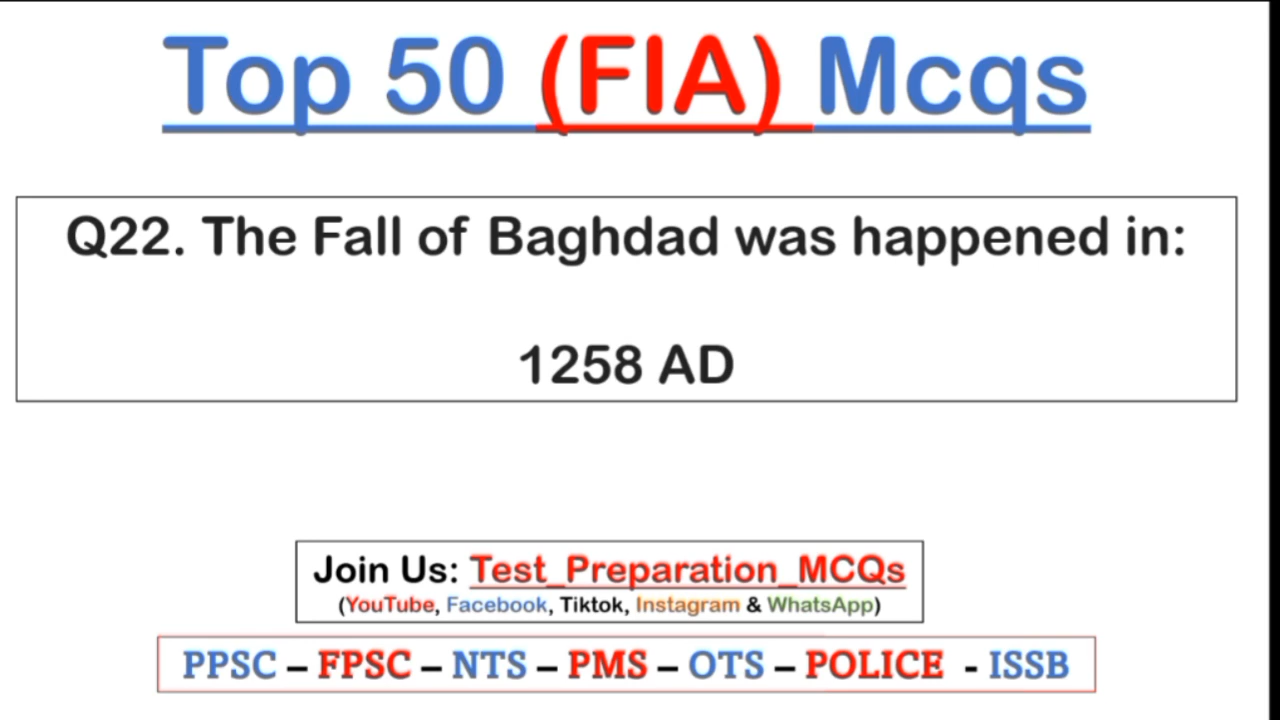 Top 50 (FIA) Mcqs
Q22. The Fall of Baghdad was happened in:
1258 AD
Join Us: Test_Preparation_MCQs
(YouTube, Facebook, Tiktok, Instagram & WhatsApp)
PPSC – FPSC – NTS – PMS – OTS – POLICE - ISSB